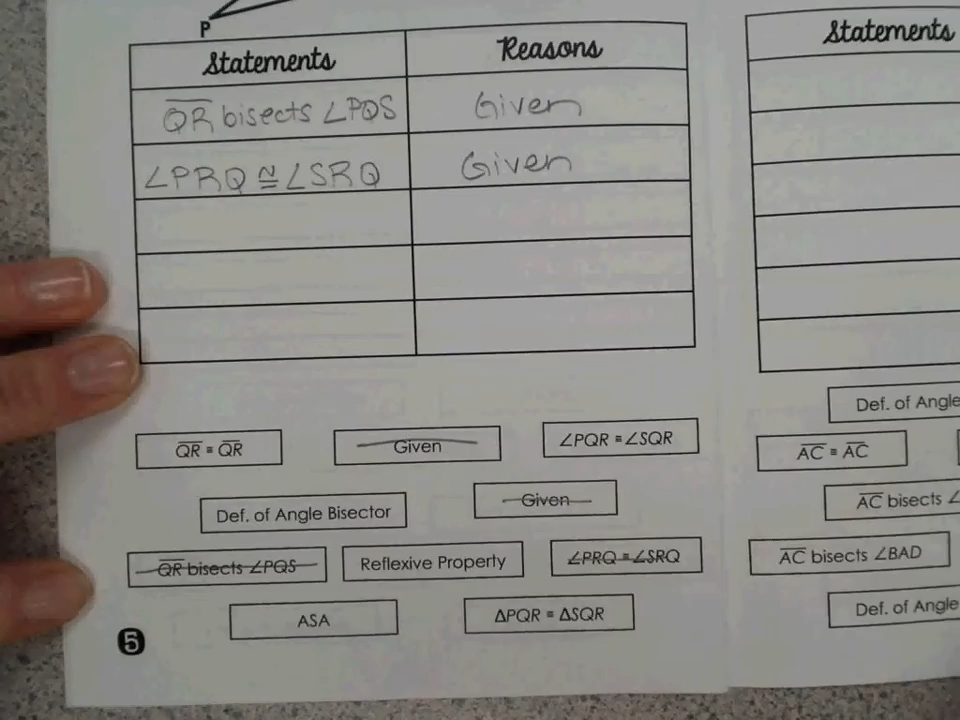 P
Statements Reasons
QR bisects ∠PQS Given
∠PRQ ≅ ∠SRQ Given
QR ≅ QR Given ∠PQR ≅ ∠SQR
Def. of Angle Bisector Given
QR bisects ∠PQS Reflexive Property ∠PRQ ≅ ∠SRQ
ASA ΔPQR ≅ ΔSQR
5
Statements
Def. of Angle
AC ≅ AC
AC bisects ∠
AC bisects ∠BAD
Def. of Angle